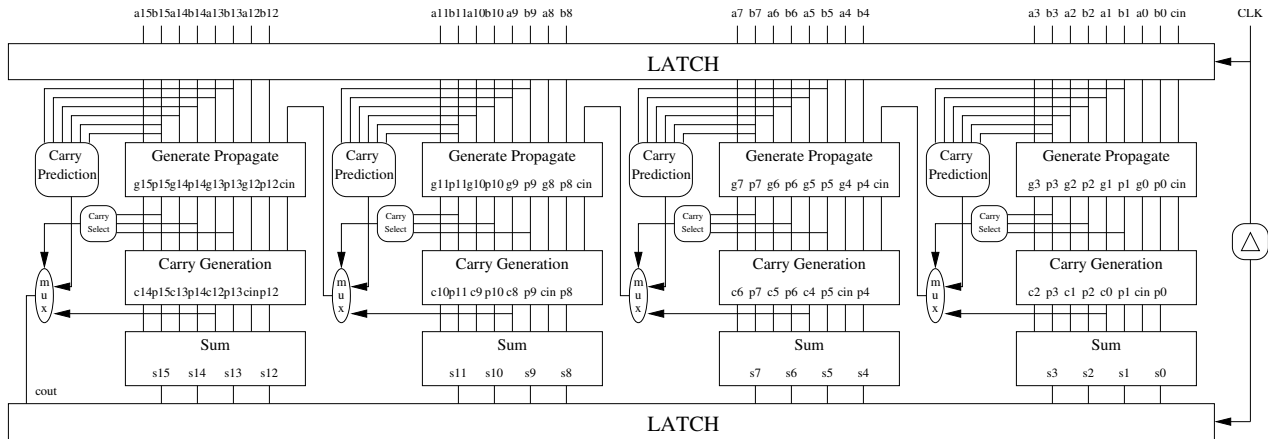 a15b15a14b14a13b13a12b12 a11b11a10b10 a9 b9 a8 b8 a7 b7 a6 b6 a5 b5 a4 b4 a3 b3 a2 b2 a1 b1 a0 b0 cin CLK
LATCH
Carry Prediction Generate Propagate Carry Prediction Generate Propagate Carry Prediction Generate Propagate Carry Prediction Generate Propagate
g15p15g14p14g13p13g12p12cin g11p11g10p10 g9 p9 g8 p8 cin g7 p7 g6 p6 g5 p5 g4 p4 cin g3 p3 g2 p2 g1 p1 g0 p0 cin
Carry Select Carry Select Carry Select Carry Select
△
Carry Generation Carry Generation Carry Generation Carry Generation
mux mux mux mux
c14p15c13p14c12p13cinp12 c10p11 c9 p10 c8 p9 cin p8 c6 p7 c5 p6 c4 p5 cin p4 c2 p3 c1 p2 c0 p1 cin p0
Sum Sum Sum Sum
s15 s14 s13 s12 s11 s10 s9 s8 s7 s6 s5 s4 s3 s2 s1 s0
cout
LATCH